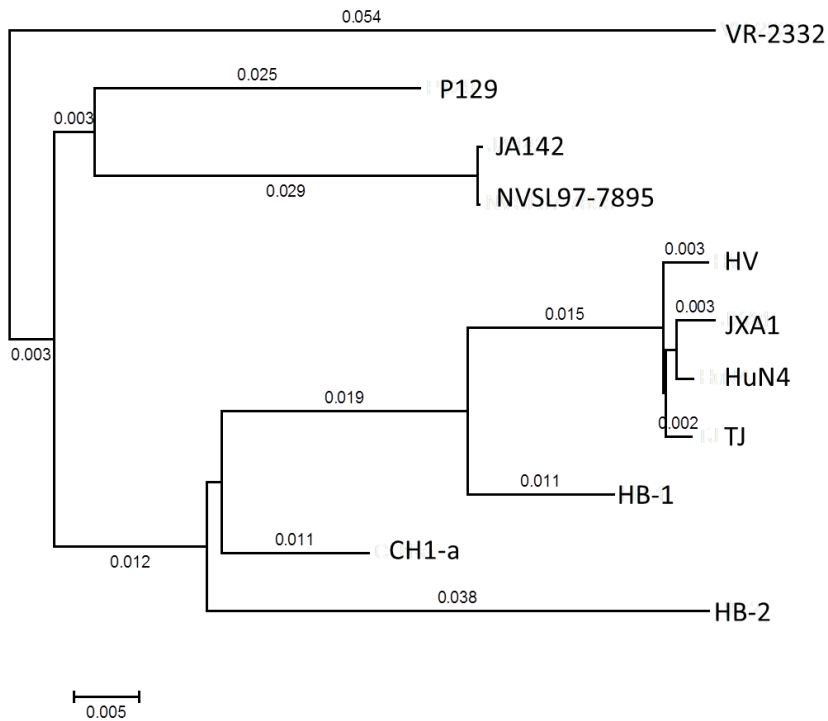 0.054
VR-2332
0.025
P129
0.003
JA142
0.029
NVSL97-7895
0.003
HV
0.003
JXA1
0.015
HuN4
0.003
0.019
0.002
TJ
0.011
HB-1
0.011
CH1-a
0.012
0.038
HB-2
0.005